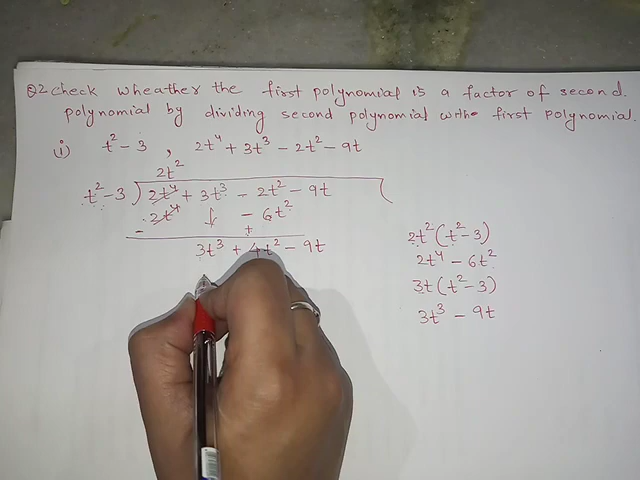 Q2 check wheather the first polynomial is a factor of second.
polynomial by dividing second polynomial withe first polynomial.
i) t² - 3 , 2t⁴ + 3t³ - 2t² - 9t
2t²
t² - 3 ) 2t⁴ + 3t³ - 2t² - 9t (
- 2t⁴ ↓ - 6t²
+
3t³ + 4t² - 9t
2t² (t² - 3)
2t⁴ - 6t²
3t (t² - 3)
3t³ - 9t